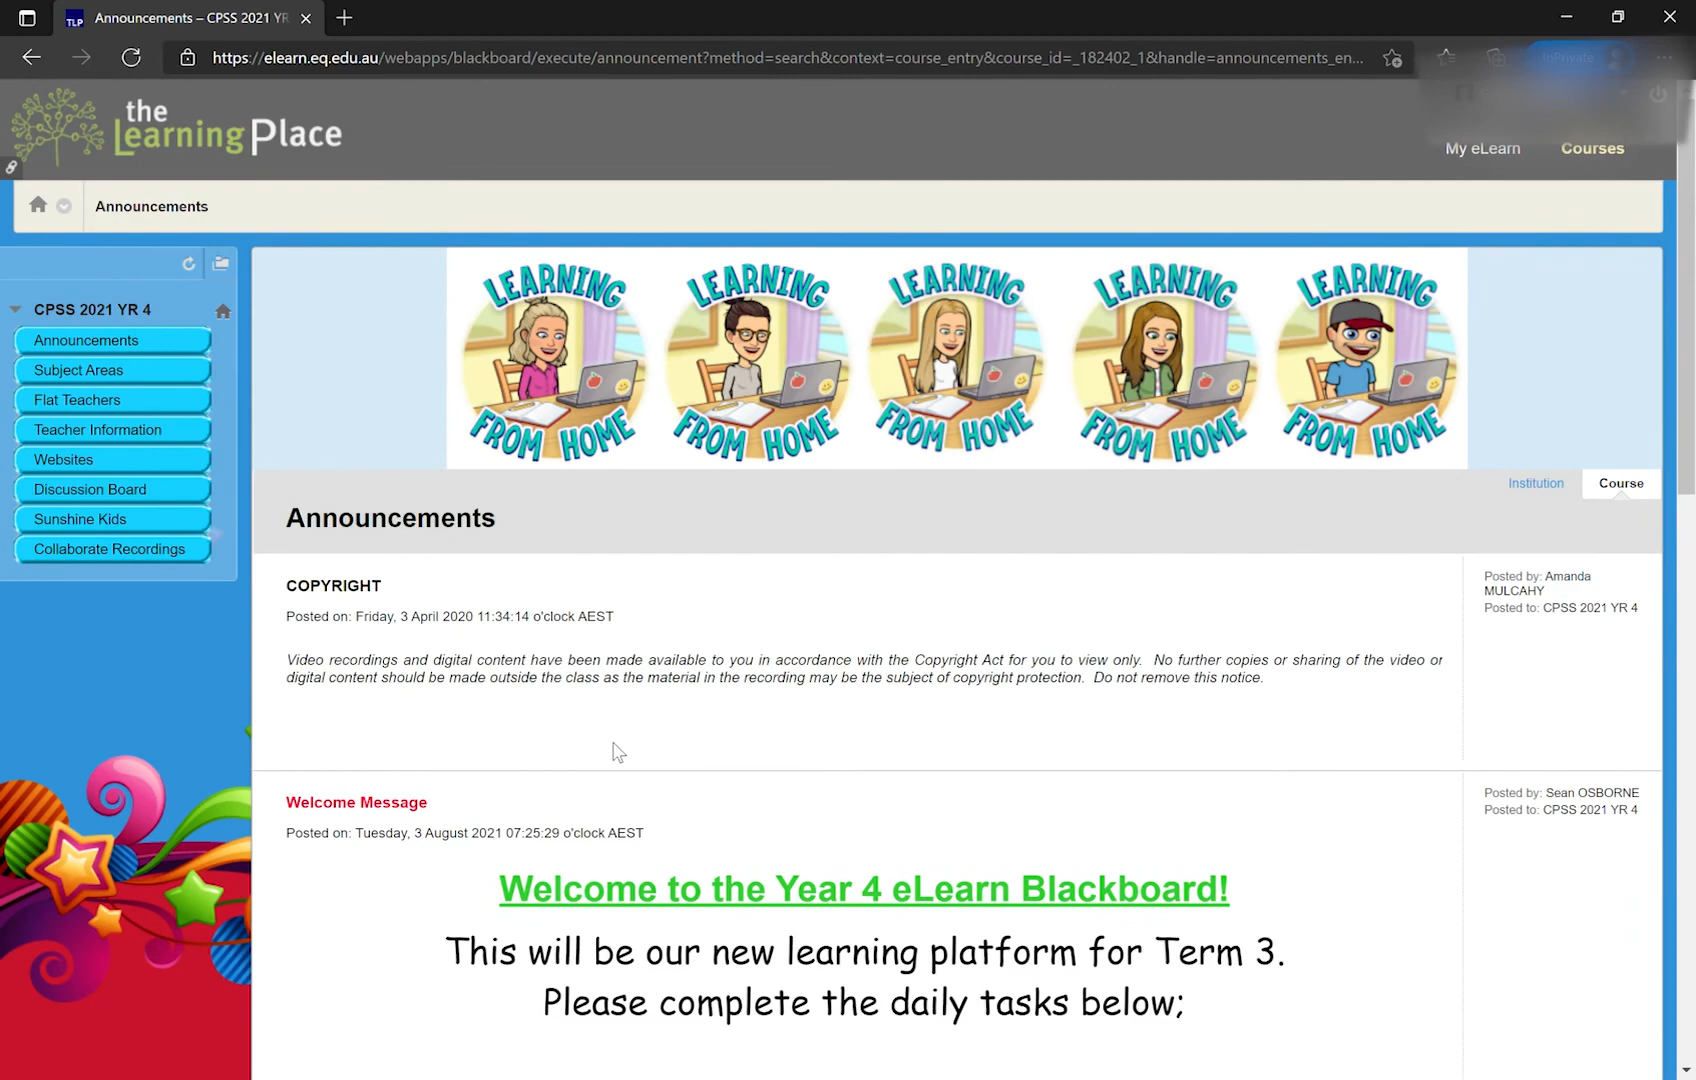 TLP Announcements – CPSS 2021 YR
https://elearn.eq.edu.au/webapps/blackboard/execute/announcement?method=search&context=course_entry&course_id=_182402_1&handle=announcements_en...
InPrivate
the
Learning Place
My eLearn
Courses
Announcements
CPSS 2021 YR 4
Announcements
Subject Areas
Flat Teachers
Teacher Information
Websites
Discussion Board
Sunshine Kids
Collaborate Recordings
LEARNING LEARNING LEARNING LEARNING LEARNING
FROM HOME FROM HOME FROM HOME FROM HOME FROM HOME
Institution
Course
Announcements
COPYRIGHT
Posted on: Friday, 3 April 2020 11:34:14 o'clock AEST
Video recordings and digital content have been made available to you in accordance with the Copyright Act for you to view only. No further copies or sharing of the video or
digital content should be made outside the class as the material in the recording may be the subject of copyright protection. Do not remove this notice.
Posted by: Amanda
MULCAHY
Posted to: CPSS 2021 YR 4
Welcome Message
Posted on: Tuesday, 3 August 2021 07:25:29 o'clock AEST
Posted by: Sean OSBORNE
Posted to: CPSS 2021 YR 4
Welcome to the Year 4 eLearn Blackboard!
This will be our new learning platform for Term 3.
Please complete the daily tasks below;